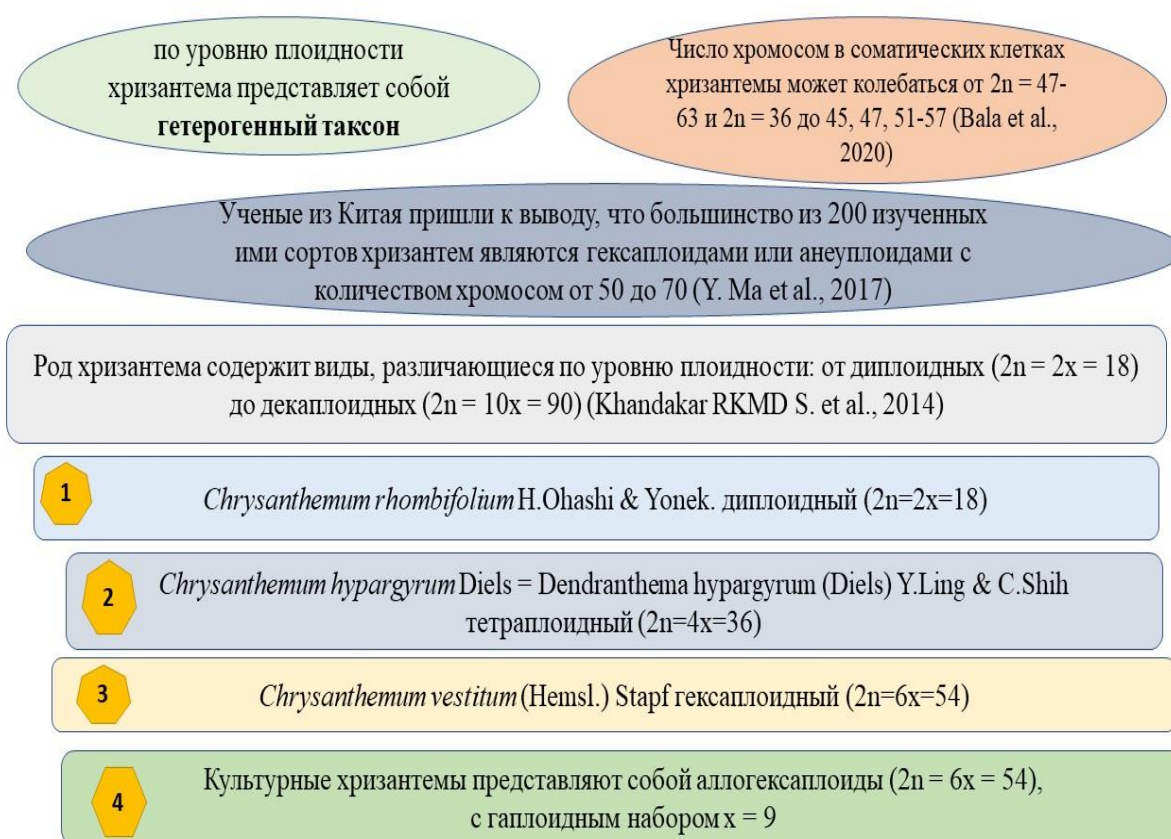 по уровню плоидности
хризантема представляет собой
гетерогенный таксон
Число хромосом в соматических клетках
хризантемы может колебаться от 2n = 47-
63 и 2n = 36 до 45, 47, 51-57 (Bala et al.,
2020)
Ученые из Китая пришли к выводу, что большинство из 200 изученных
ими сортов хризантем являются гексаплоидами или анеуплоидами с
количеством хромосом от 50 до 70 (Y. Ma et al., 2017)
Род хризантема содержит виды, различающиеся по уровню плоидности: от диплоидных (2n = 2x = 18)
до декаплоидных (2n = 10x = 90) (Khandakar RKMD S. et al., 2014)
1
Chrysanthemum rhombifolium H.Ohashi & Yonek. диплоидный (2n=2x=18)
2
Chrysanthemum hypargyrum Diels = Dendranthema hypargyrum (Diels) Y.Ling & C.Shih
тетраплоидный (2n=4x=36)
3
Chrysanthemum vestitum (Hemsl.) Stapf гексаплоидный (2n=6x=54)
4
Культурные хризантемы представляют собой аллогексаплоиды (2n = 6x = 54),
с гаплоидным набором x = 9